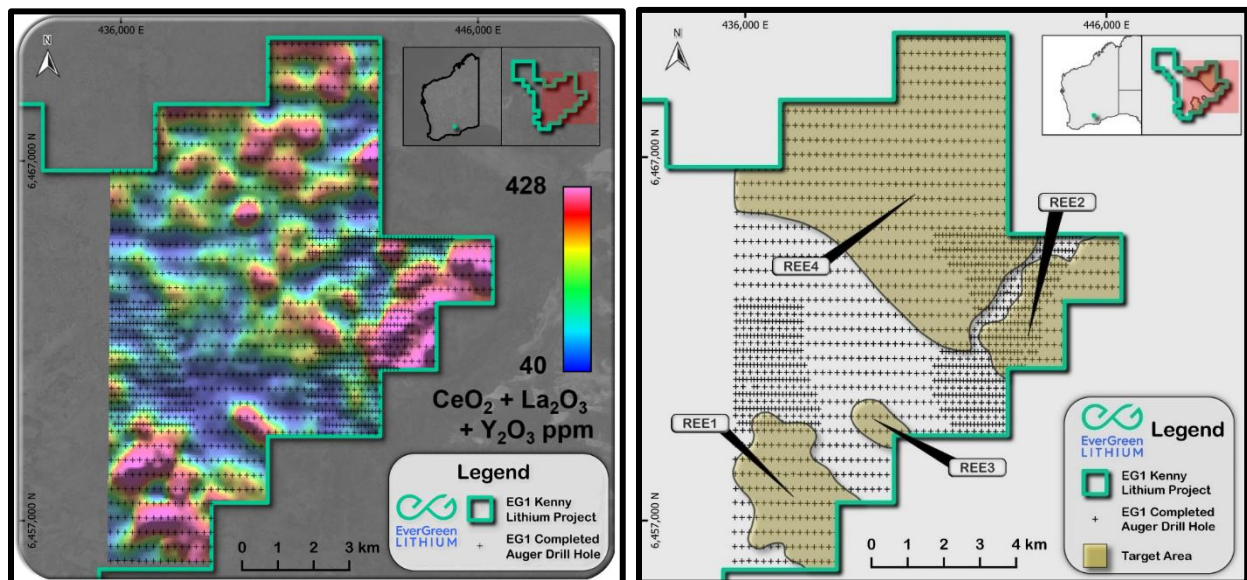 436,000 E
446,000 E
N
6,467,000 N
428
40
CeO₂ + La₂O₃
+ Y₂O₃ ppm
Legend
EverGreen
LITHIUM
EG1 Kenny
Lithium Project
EG1 Completed
Auger Drill Hole
6,457,000 N
0 1 2 3 km
436,000 E
446,000 E
N
6,467,000 N
REE2
REE4
REE1
REE3
Legend
EverGreen
LITHIUM
EG1 Kenny
Lithium Project
EG1 Completed
Auger Drill Hole
Target Area
6,457,000 N
0 1 2 3 4 km